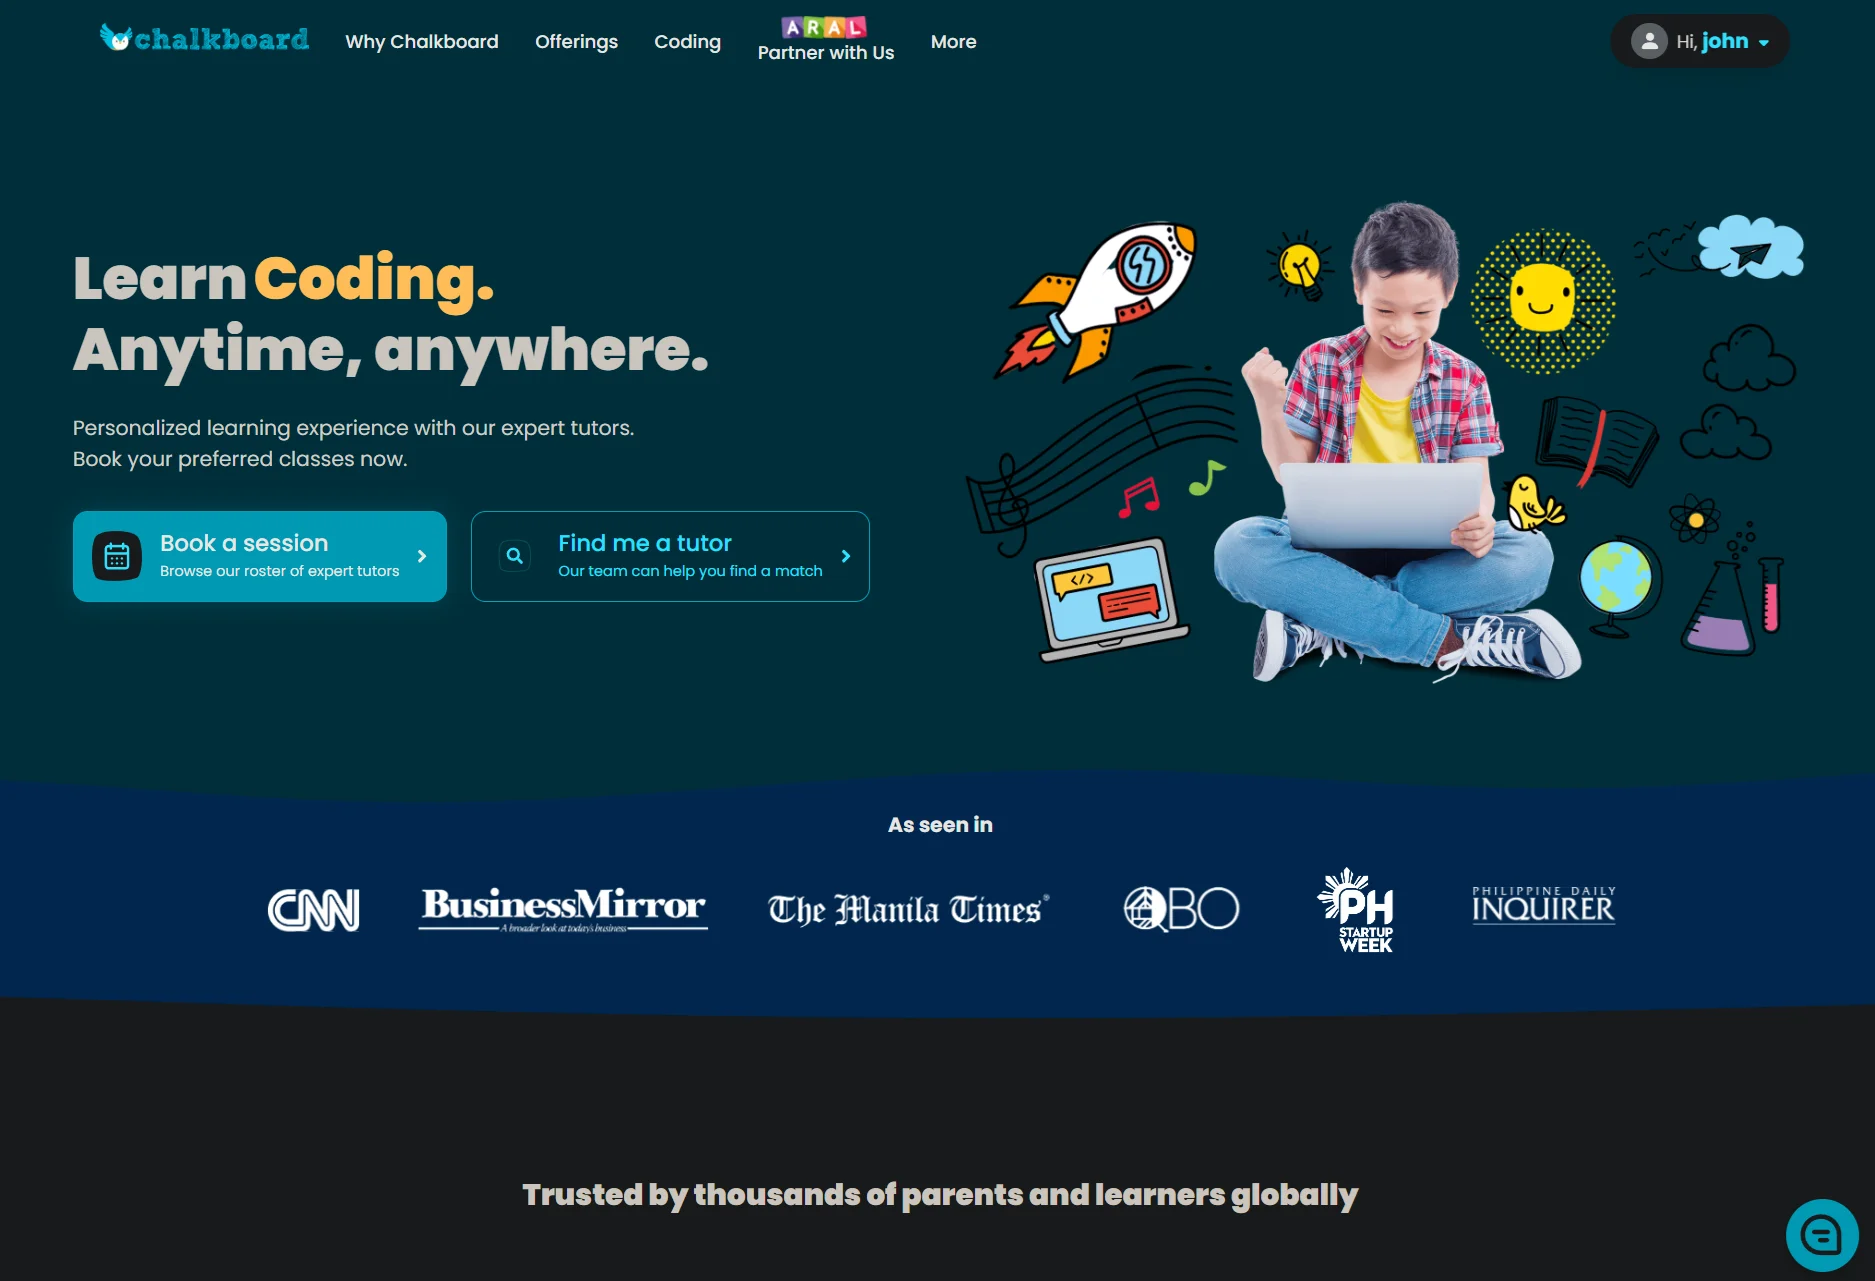 chalkboard
Why Chalkboard
Offerings
Coding
ARAL
Partner with Us
More
Hi, john
Learn Coding.
Anytime, anywhere.
Personalized learning experience with our expert tutors.
Book your preferred classes now.
Book a session
Browse our roster of expert tutors
Find me a tutor
Our team can help you find a match
</>
As seen in
CNN
BusinessMirror
A broader look at today's business
The Manila Times®
QBO
PH
STARTUP
WEEK
PHILIPPINE DAILY
INQUIRER
Trusted by thousands of parents and learners globally